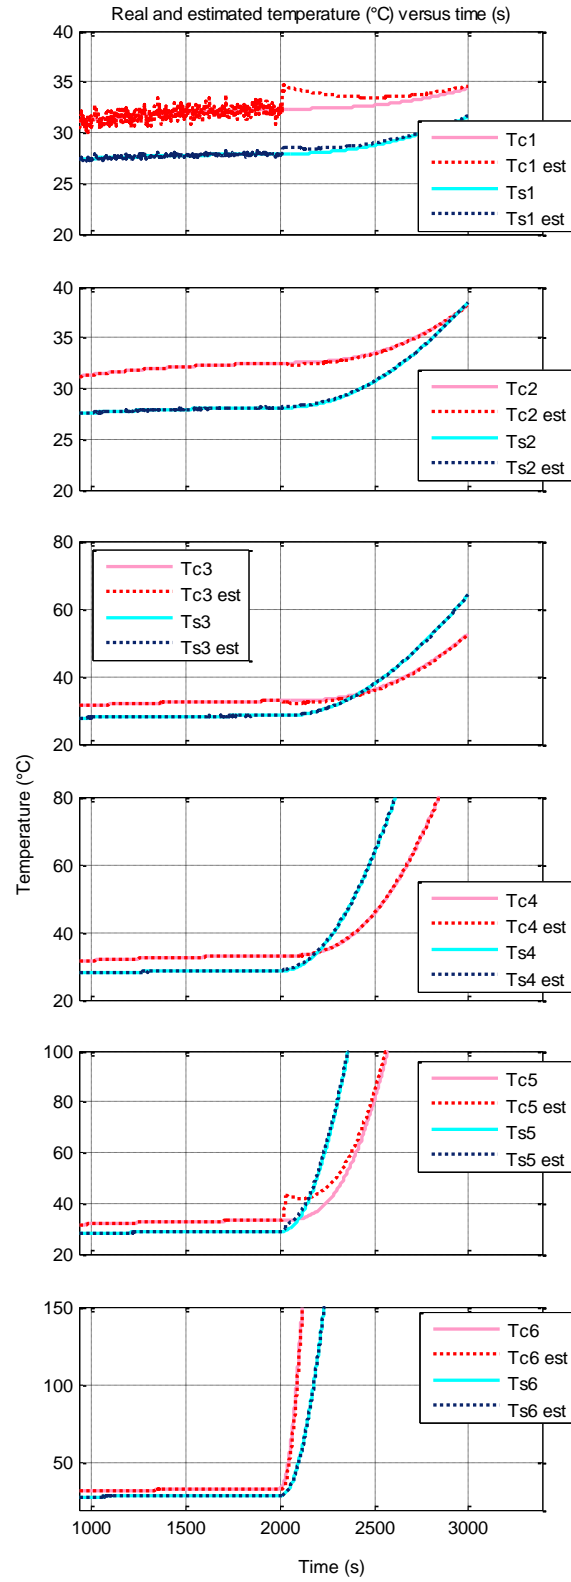 Real and estimated temperature (°C) versus time (s)
40
35
30
25
20
Tc1
Tc1 est
Ts1
Ts1 est
40
35
30
25
20
Tc2
Tc2 est
Ts2
Ts2 est
80
60
40
20
Tc3
Tc3 est
Ts3
Ts3 est
Temperature (°C)
80
60
40
20
Tc4
Tc4 est
Ts4
Ts4 est
100
80
60
40
20
Tc5
Tc5 est
Ts5
Ts5 est
150
100
50
Tc6
Tc6 est
Ts6
Ts6 est
1000 1500 2000 2500 3000
Time (s)